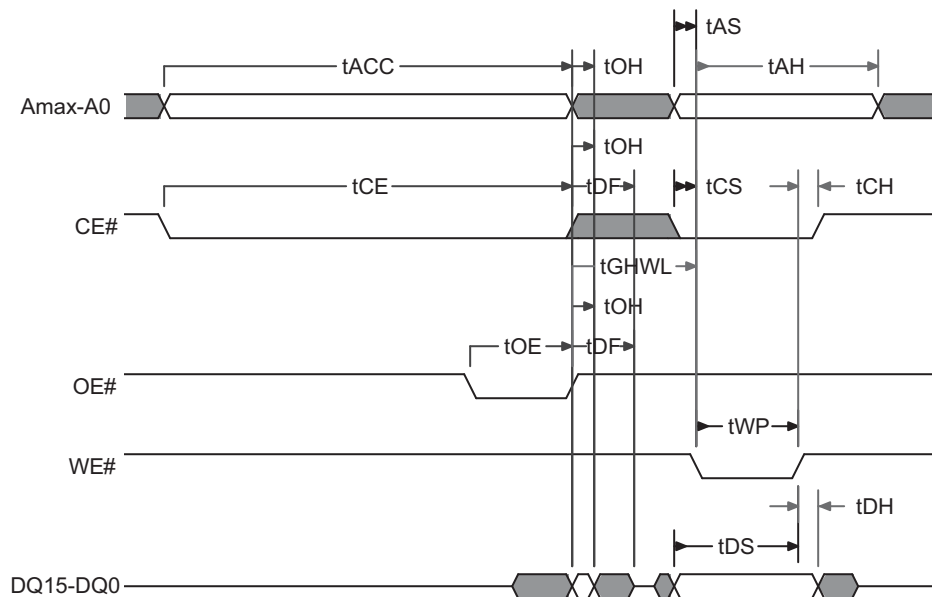 tAS
tACC
tOH
tAH
Amax-A0
tOH
tCE
tDF
tCS
tCH
CE#
tGHWL
tOH
tOE
tDF
OE#
tWP
WE#
tDH
tDS
DQ15-DQ0